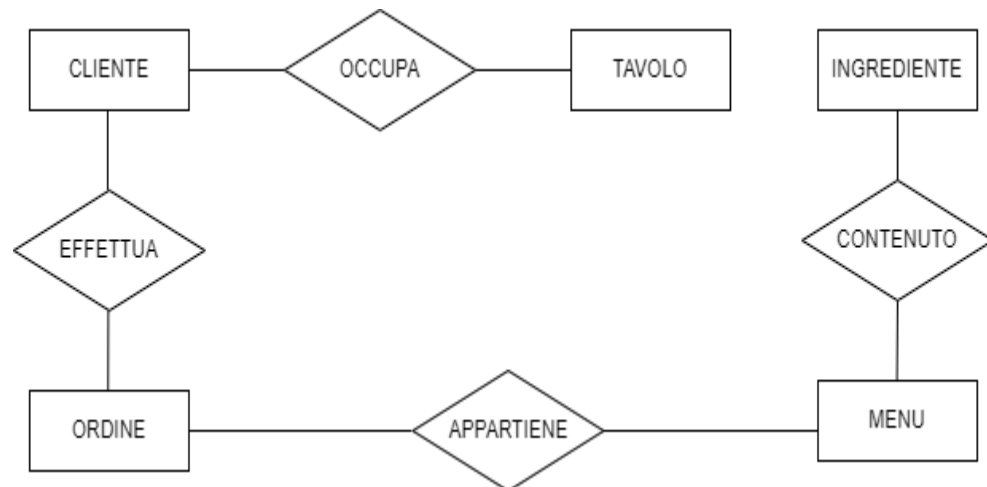 CLIENTE
OCCUPA
TAVOLO
INGREDIENTE
EFFETTUA
CONTENUTO
ORDINE
APPARTIENE
MENU